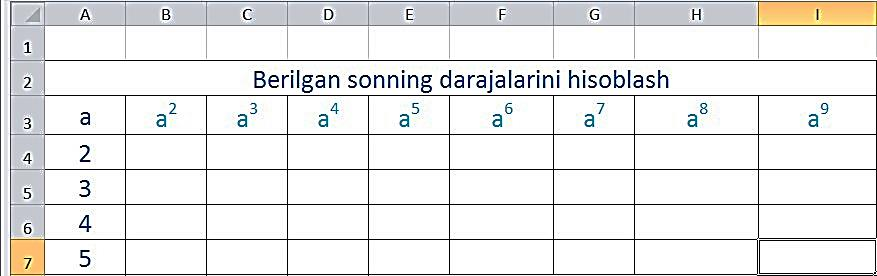 A B C D E F G H I
1
2 Berilgan sonning darajalarini hisoblash
3 a a² a³ a⁴ a⁵ a⁶ a⁷ a⁸ a⁹
4 2
5 3
6 4
7 5